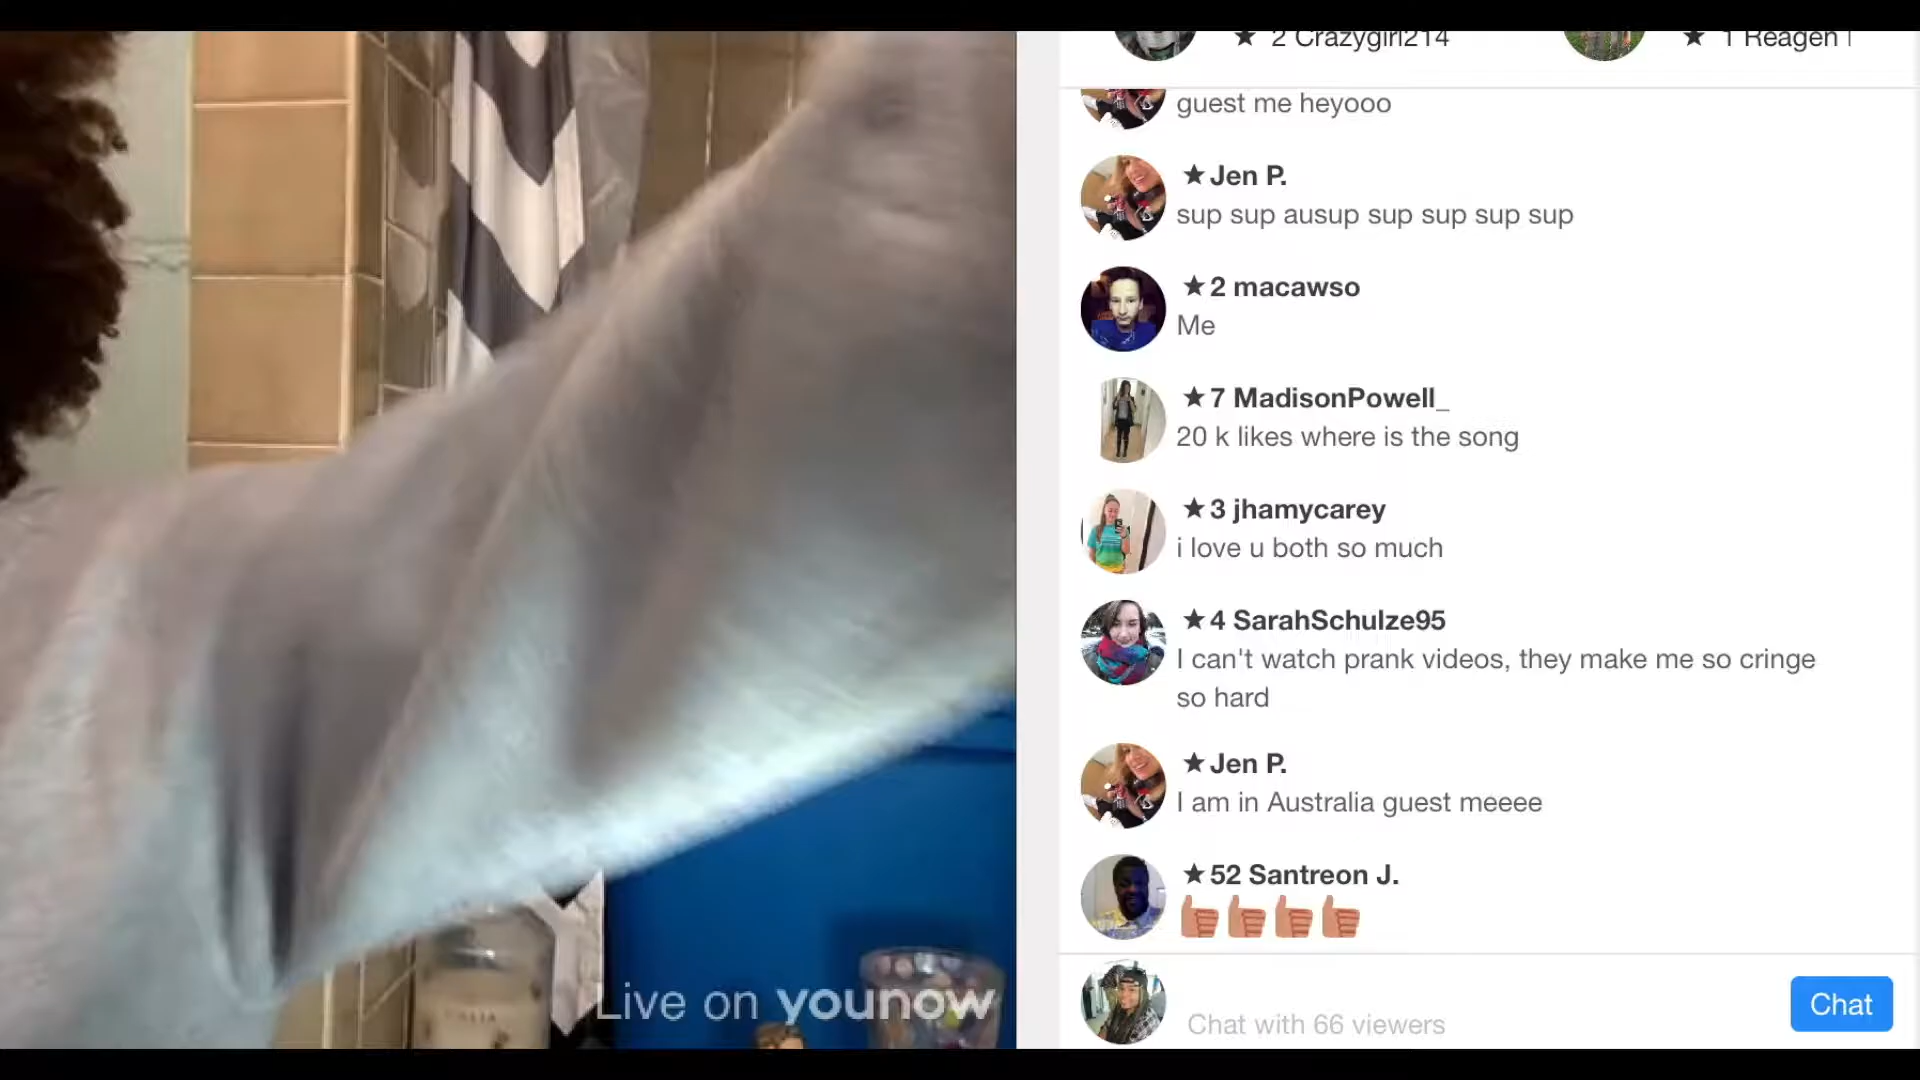 ★ 2 Crazygirl214
★ 1 Reagen
guest me heyooo
★ Jen P.
sup sup ausup sup sup sup sup
★ 2 macawso
Me
★ 7 MadisonPowell_
20 k likes where is the song
★ 3 jhamycarey
i love u both so much
★ 4 SarahSchulze95
I can't watch prank videos, they make me so cringe
so hard
★ Jen P.
I am in Australia guest meeee
★ 52 Santreon J.
👍👍👍👍
Live on younow
Chat with 66 viewers
Chat